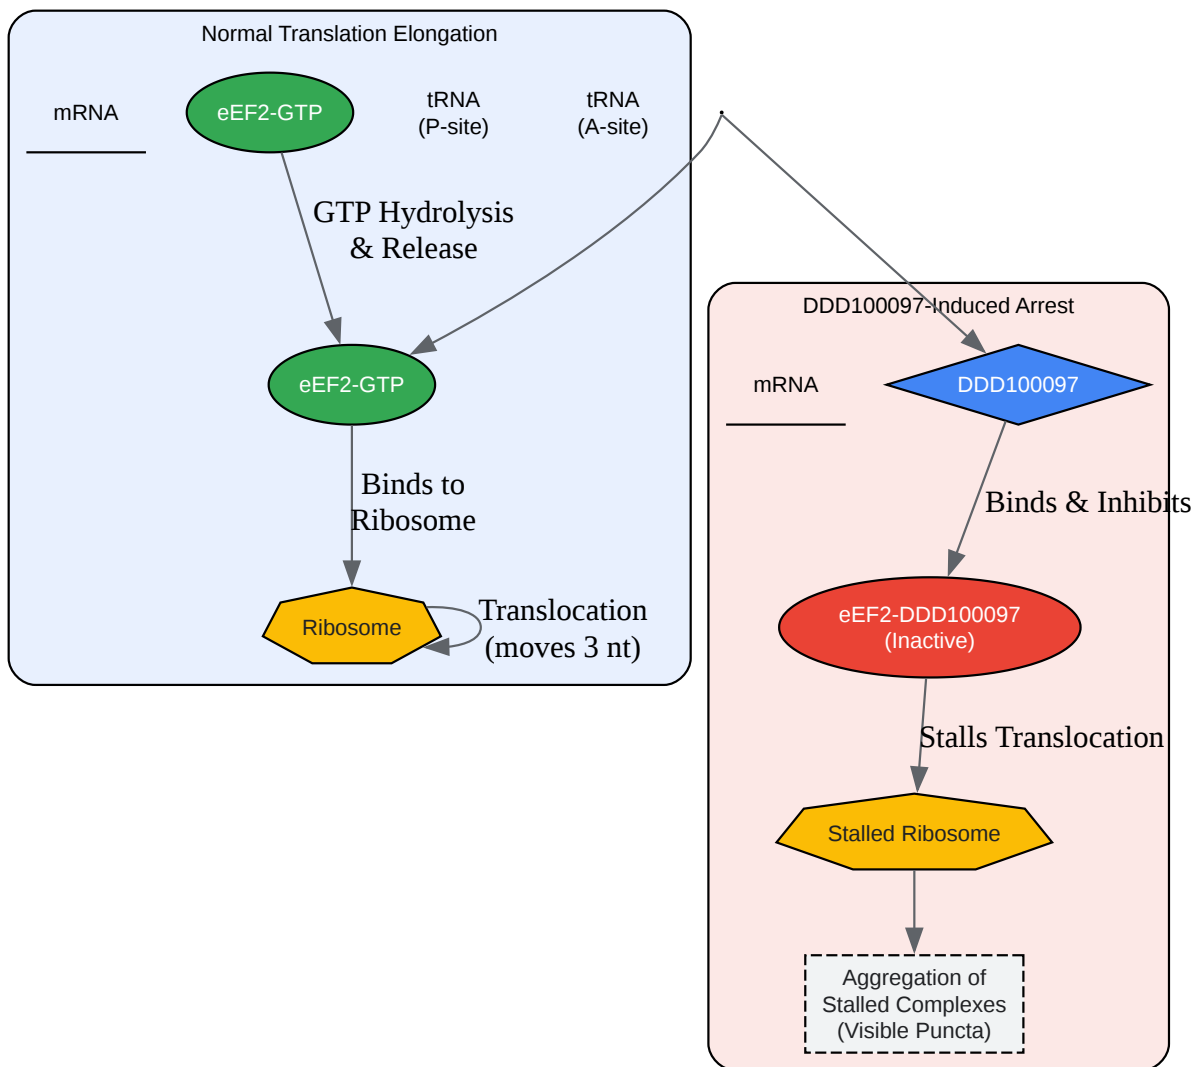 Normal Translation Elongation
mRNA
eEF2-GTP
tRNA
(P-site)
tRNA
(A-site)
GTP Hydrolysis
& Release
eEF2-GTP
Binds to
Ribosome
Ribosome
Translocation
(moves 3 nt)
DDD100097-Induced Arrest
mRNA
DDD100097
Binds & Inhibits
eEF2-DDD100097
(Inactive)
Stalls Translocation
Stalled Ribosome
Aggregation of
Stalled Complexes
(Visible Puncta)